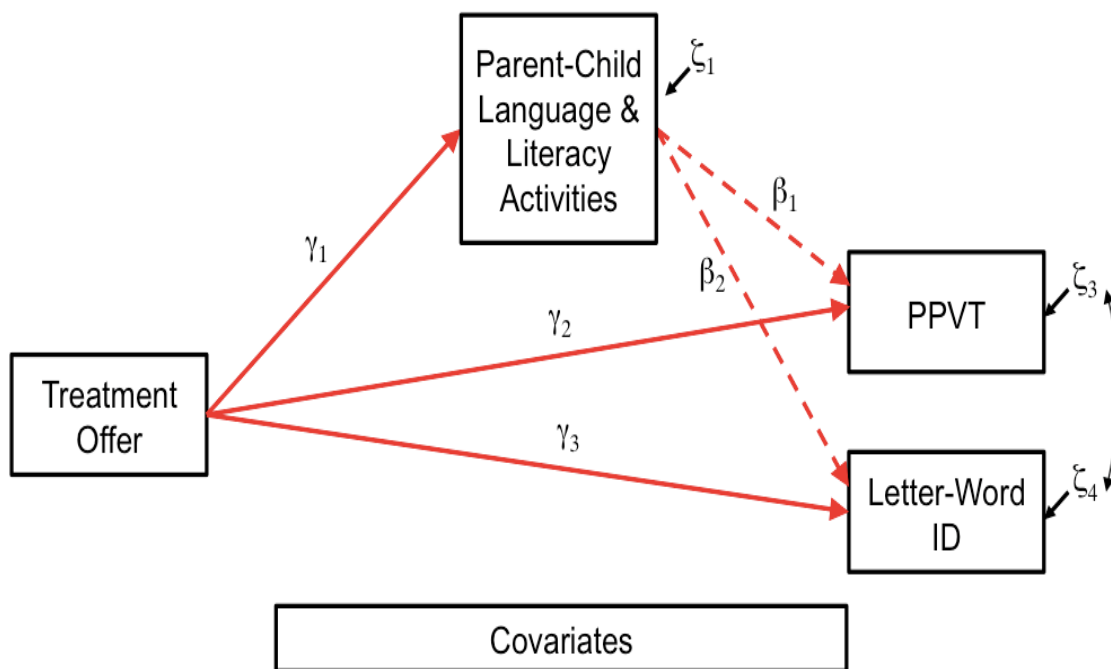 Parent-Child
Language &
Literacy
Activities
ζ1
β1
γ1
β2
ζ3
PPVT
γ2
Treatment
Offer
γ3
Letter-Word
ID
ζ4
Covariates